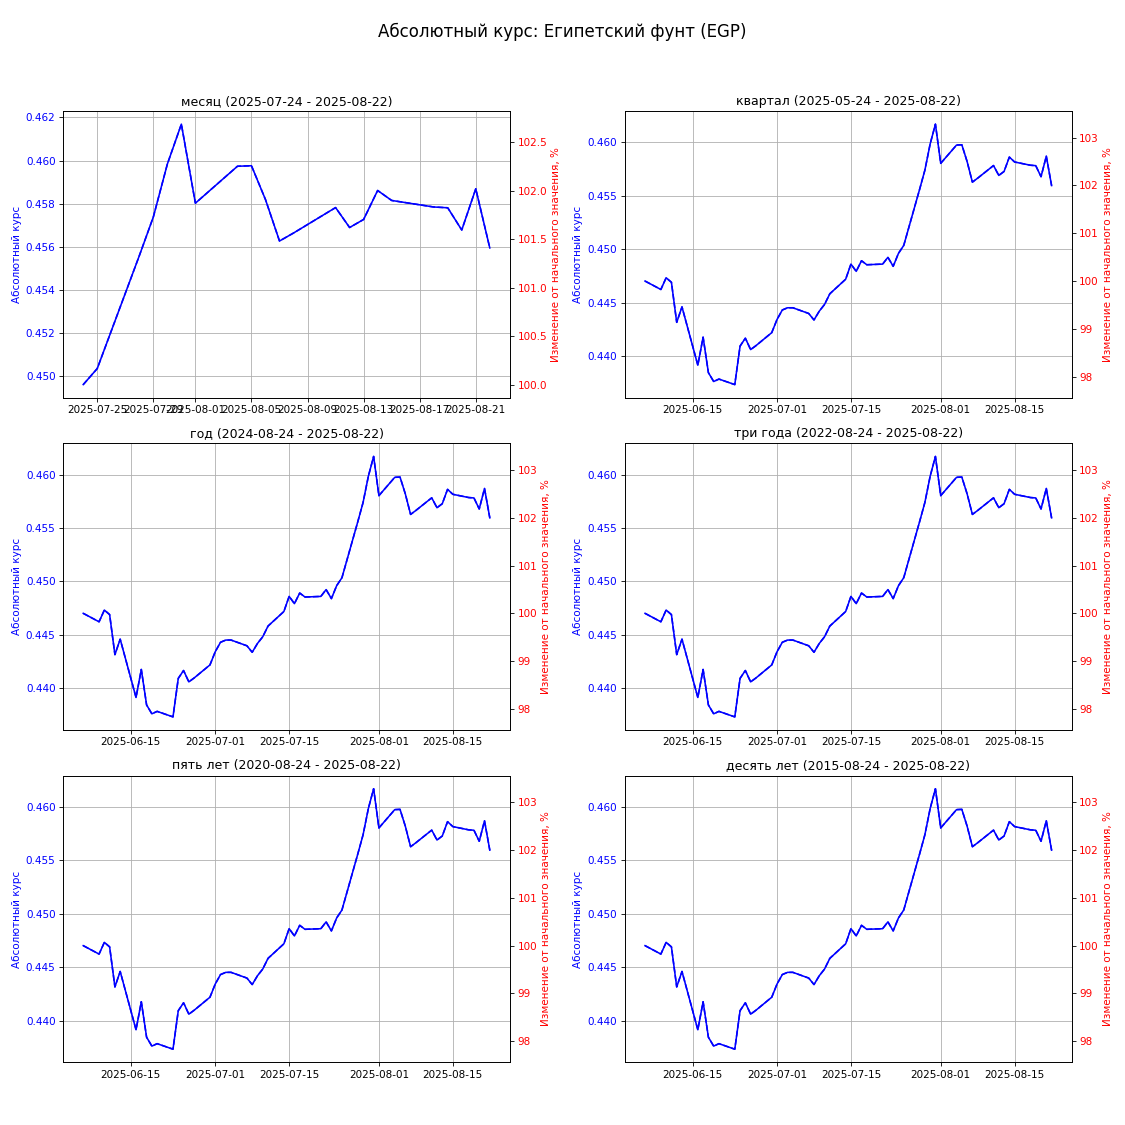 Абсолютный курс: Египетский фунт (EGP)
месяц (2025-07-24 - 2025-08-22)
Абсолютный курс
0.462
0.460
0.458
0.456
0.454
0.452
0.450
102.5
102.0
101.5
101.0
100.5
100.0
Изменение от начального значения, %
2025-07-25 2025-07-29 2025-08-01 2025-08-05 2025-08-09 2025-08-13 2025-08-17 2025-08-21
квартал (2025-05-24 - 2025-08-22)
Абсолютный курс
0.460
0.455
0.450
0.445
0.440
103
102
101
100
99
98
Изменение от начального значения, %
2025-06-15 2025-07-01 2025-07-15 2025-08-01 2025-08-15
год (2024-08-24 - 2025-08-22)
Абсолютный курс
0.460
0.455
0.450
0.445
0.440
103
102
101
100
99
98
Изменение от начального значения, %
2025-06-15 2025-07-01 2025-07-15 2025-08-01 2025-08-15
три года (2022-08-24 - 2025-08-22)
Абсолютный курс
0.460
0.455
0.450
0.445
0.440
103
102
101
100
99
98
Изменение от начального значения, %
2025-06-15 2025-07-01 2025-07-15 2025-08-01 2025-08-15
пять лет (2020-08-24 - 2025-08-22)
Абсолютный курс
0.460
0.455
0.450
0.445
0.440
103
102
101
100
99
98
Изменение от начального значения, %
2025-06-15 2025-07-01 2025-07-15 2025-08-01 2025-08-15
десять лет (2015-08-24 - 2025-08-22)
Абсолютный курс
0.460
0.455
0.450
0.445
0.440
103
102
101
100
99
98
Изменение от начального значения, %
2025-06-15 2025-07-01 2025-07-15 2025-08-01 2025-08-15